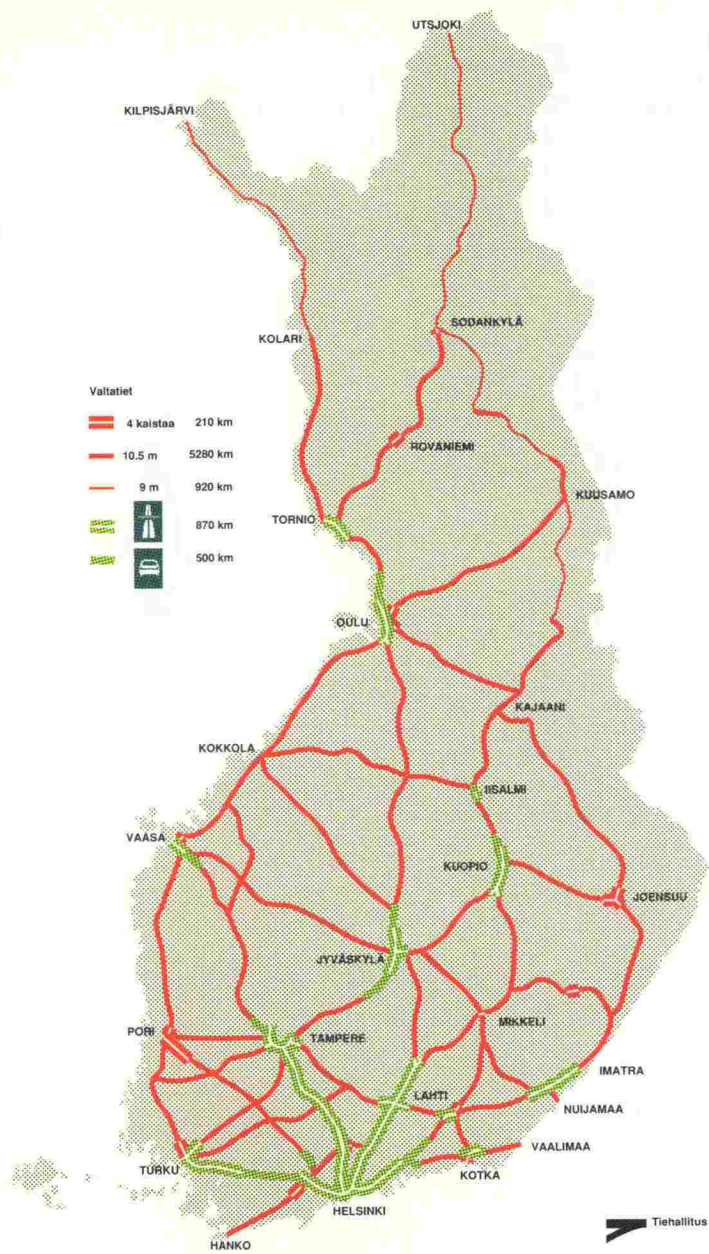 UTSJOKI
KILPISJÄRVI
SODANKYLÄ
KOLARI
Valtatiet
4 kaistaa 210 km
10.5 m 5280 km
9 m 920 km
870 km
500 km
ROVANIEMI
KUUSAMO
TORNIO
OULU
KAJAANI
KOKKOLA
IISALMI
VAASA
KUOPIO
JOENSUU
JYVÄSKYLÄ
PORI
TAMPERE
MIKKELI
IMATRA
LAHTI
NUIJAMAA
VAALIMAA
TURKU
KOTKA
HELSINKI
HANKO
Tiehallitus